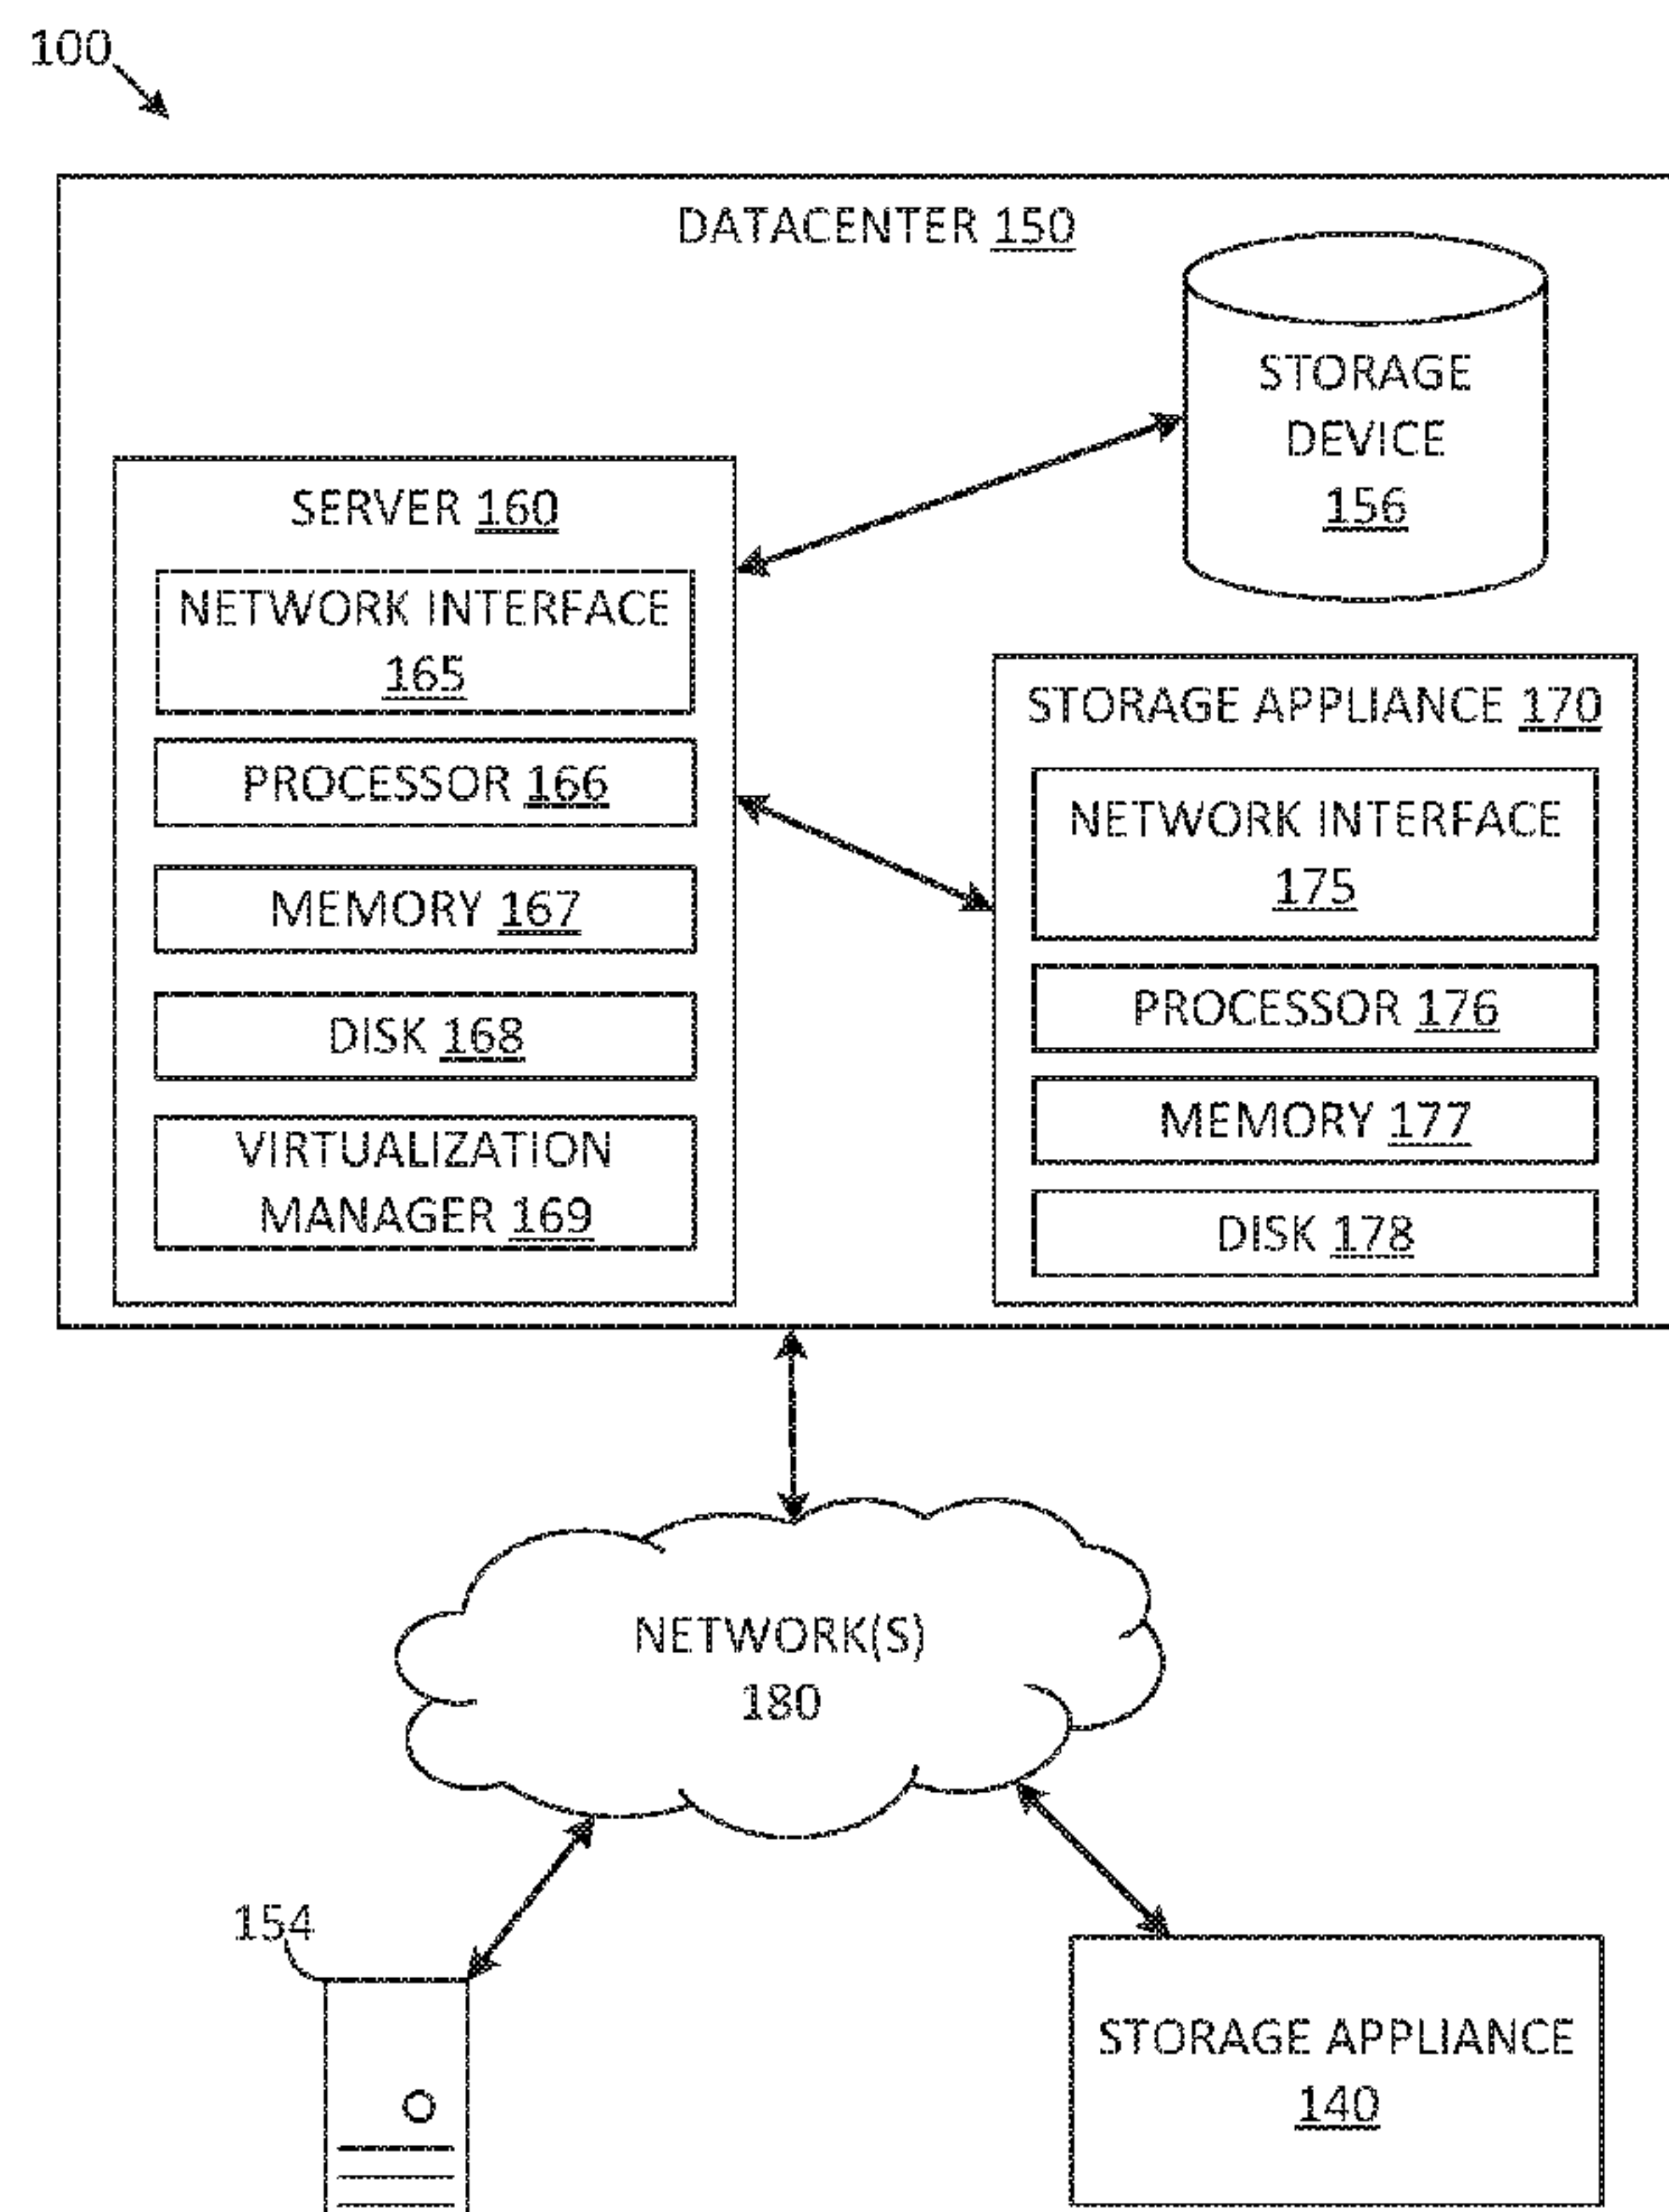 100
DATACENTER 150
STORAGE
DEVICE
156
SERVER 160
NETWORK INTERFACE
165
PROCESSOR 166
MEMORY 167
DISK 168
VIRTUALIZATION
MANAGER 169
STORAGE APPLIANCE 170
NETWORK INTERFACE
175
PROCESSOR 176
MEMORY 177
DISK 178
NETWORK(S)
180
154
STORAGE APPLIANCE
140